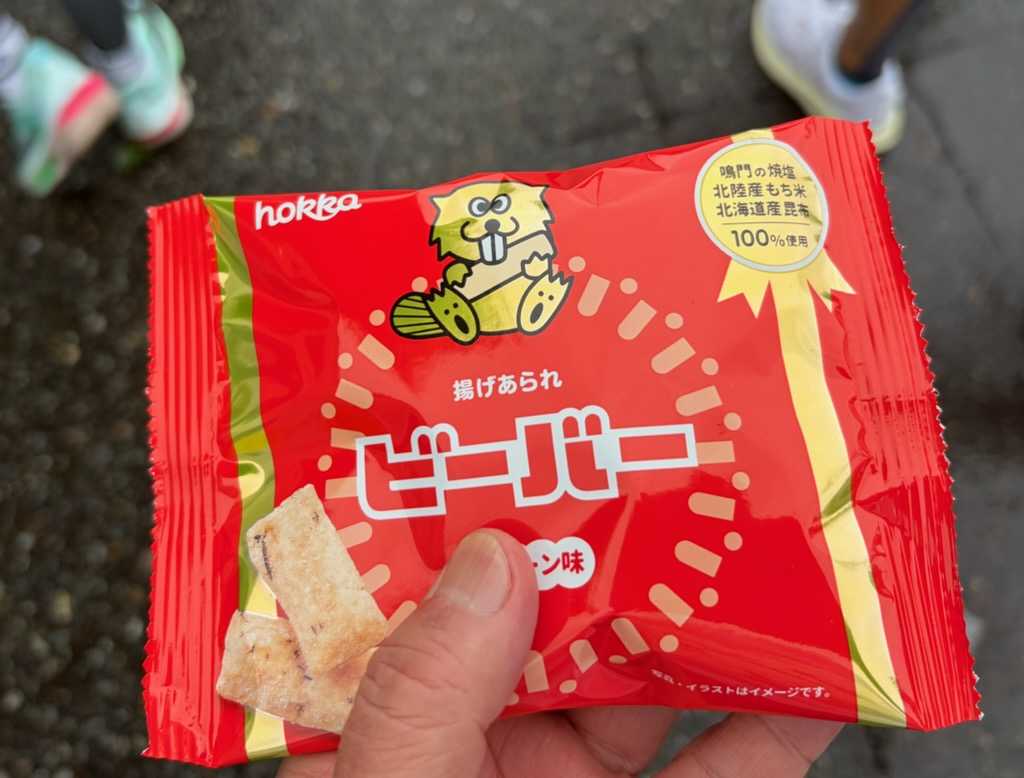 hokka
鳴門の焼塩
北陸産もち米
北海道産昆布
100%使用
揚げあられ
ビーバー
ーン味
・イラストはイメージです。